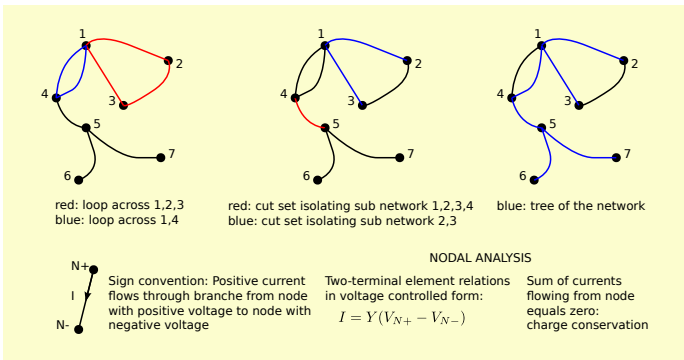 1
2
3
4
5
6
7
1
2
3
4
5
6
7
1
2
3
4
5
6
7
red: loop across 1,2,3
blue: loop across 1,4
red: cut set isolating sub network 1,2,3,4
blue: cut set isolating sub network 2,3
blue: tree of the network
N+
I
N-
Sign convention: Positive current
flows through branche from node
with positive voltage to node with
negative voltage
NODAL ANALYSIS
Two-terminal element relations
in voltage controlled form:
I = Y(V_{N+} − V_{N−})
Sum of currents
flowing from node
equals zero:
charge conservation